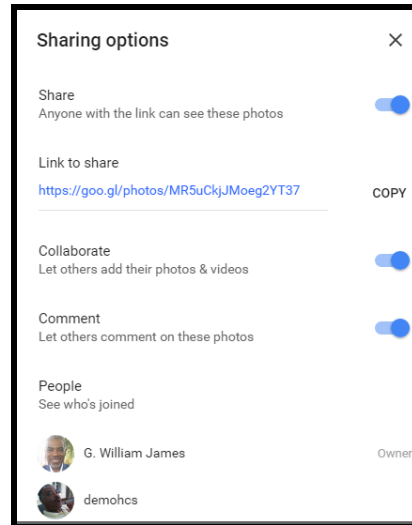 Sharing options
Share
Anyone with the link can see these photos
Link to share
https://goo.gl/photos/MR5uCkjJMoeg2YT37 COPY
Collaborate
Let others add their photos & videos
Comment
Let others comment on these photos
People
See who's joined
G. William James Owner
demohcs